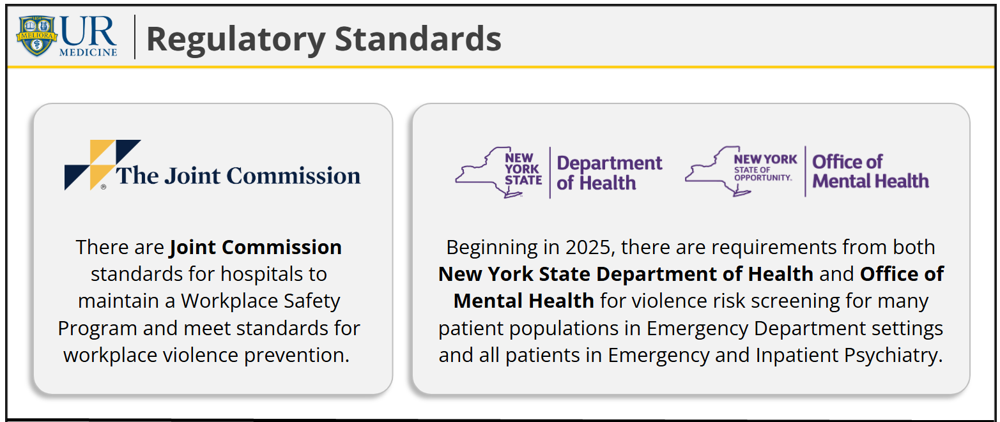 MELIORA
UR
MEDICINE
Regulatory Standards
The Joint Commission
®
There are Joint Commission
standards for hospitals to
maintain a Workplace Safety
Program and meet standards for
workplace violence prevention.
NEW
YORK
STATE
Department
of Health
NEW YORK
STATE OF
OPPORTUNITY.
Office of
Mental Health
Beginning in 2025, there are requirements from both
New York State Department of Health and Office of
Mental Health for violence risk screening for many
patient populations in Emergency Department settings
and all patients in Emergency and Inpatient Psychiatry.